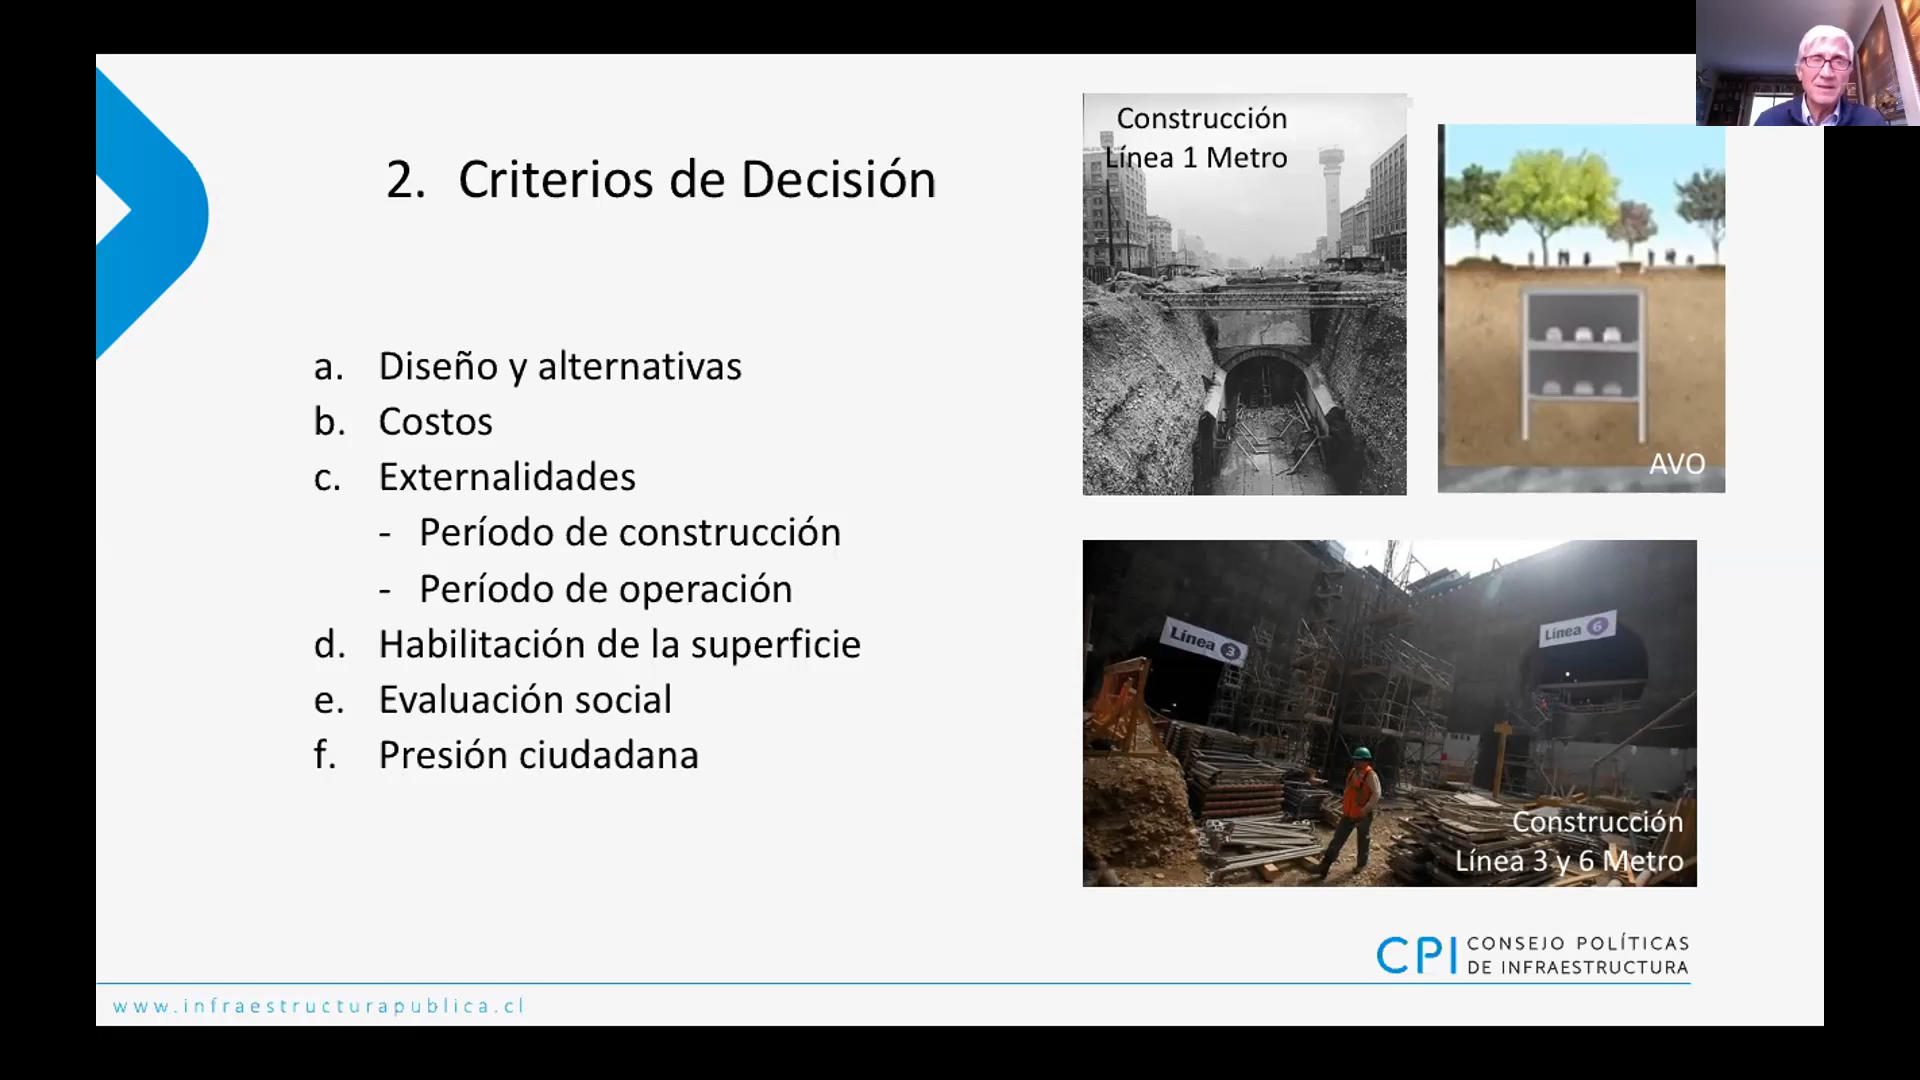 2. Criterios de Decisión
a. Diseño y alternativas
b. Costos
c. Externalidades
- Período de construcción
- Período de operación
d. Habilitación de la superficie
e. Evaluación social
f. Presión ciudadana
Construcción
Línea 1 Metro
AVO
Línea 3
Línea 6
Construcción
Línea 3 y 6 Metro
CPI CONSEJO POLÍTICAS
DE INFRAESTRUCTURA
www.infraestructurapublica.cl